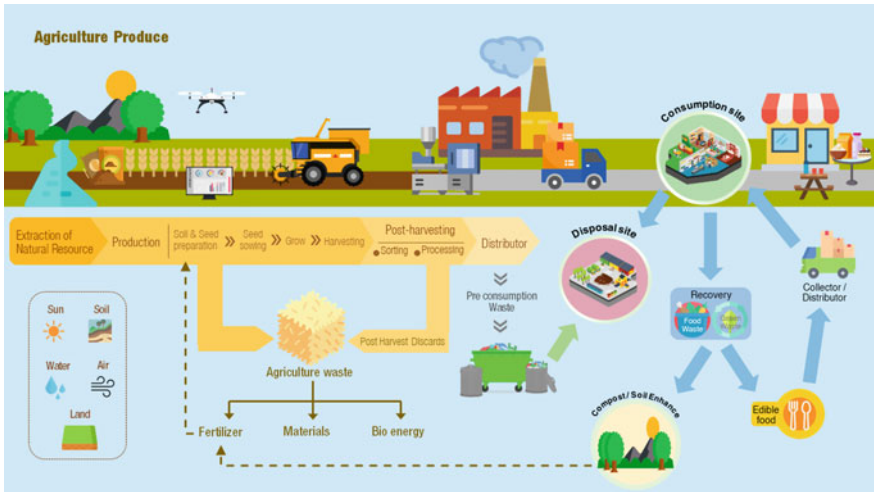 Agriculture Produce
Consumption site
Extraction of
Natural Resource
Production
Soil & Seed
preparation
Seed
sowing
Grow
Harvesting
Post-harvesting
Sorting
Processing
Distributor
Disposal site
Pre consumption
Waste
Recovery
Food
Waste
Green
Waste
Collector /
Distributor
Sun
Soil
Water
Air
Land
Post Harvest Discards
Agriculture waste
Fertilizer
Materials
Bio energy
Compost / Soil Enhance
Edible
food